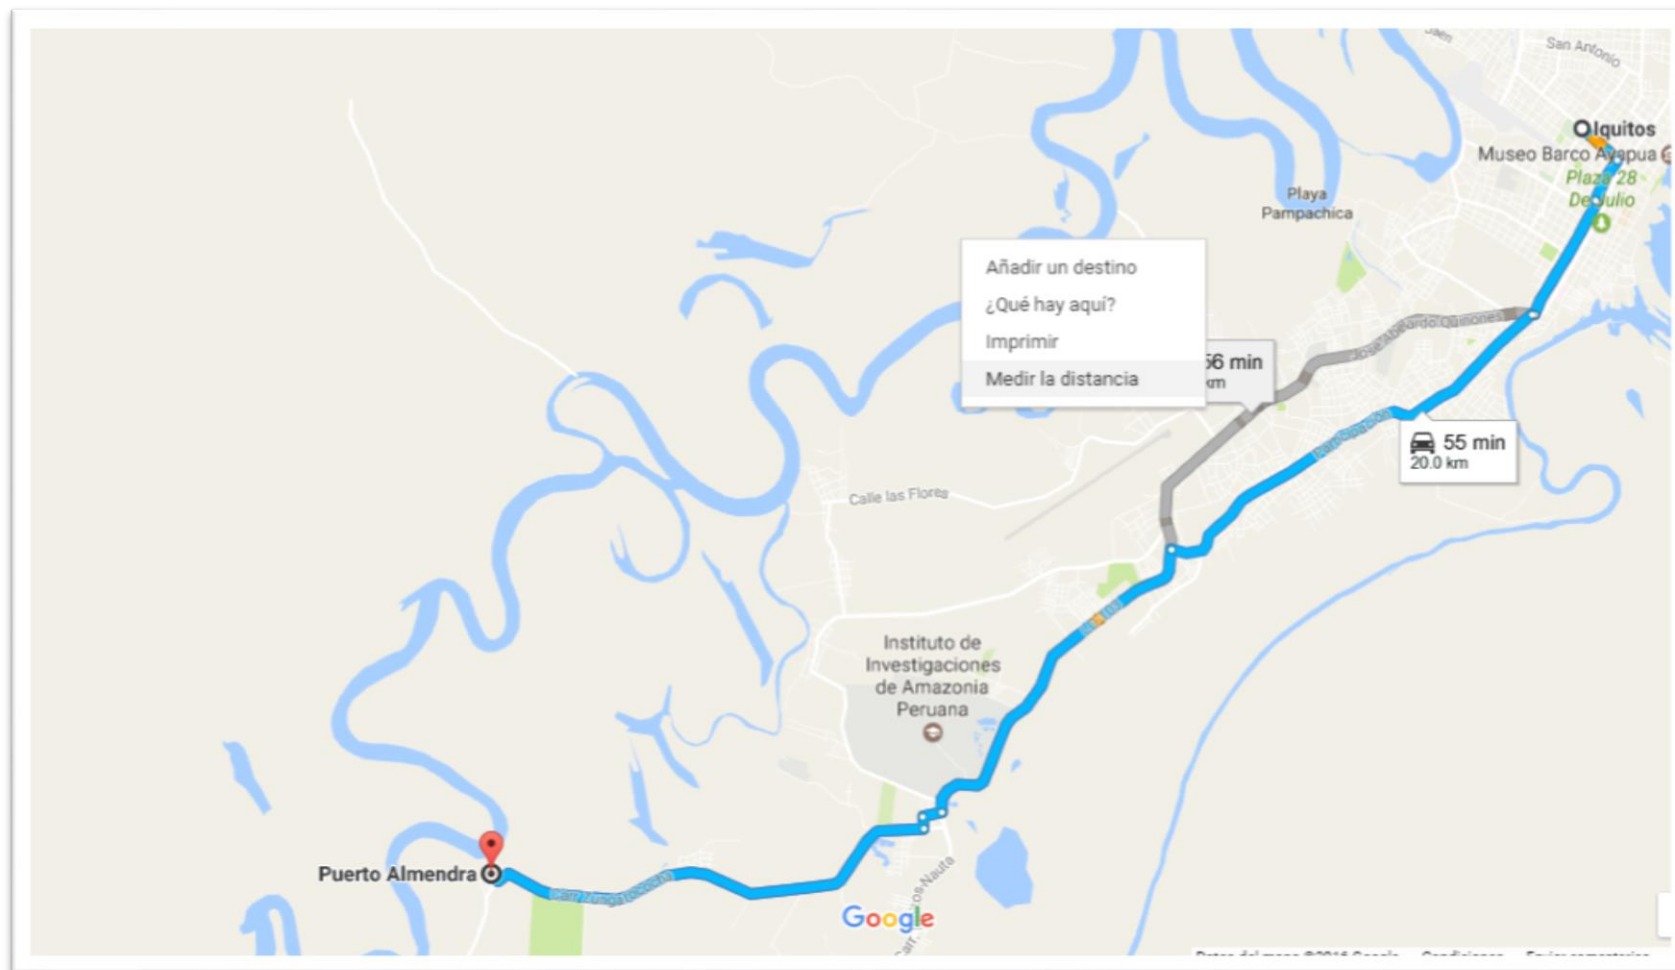 San Antonio
Iquitos
Museo Barco Ayapua
Plaza 28
De Julio
Playa
Pampachica
Añadir un destino
¿Qué hay aquí?
Imprimir
Medir la distancia
56 min
km
55 min
20.0 km
Calle las Flores
Instituto de
Investigaciones
de Amazonia
Peruana
Puerto Almendra
Google